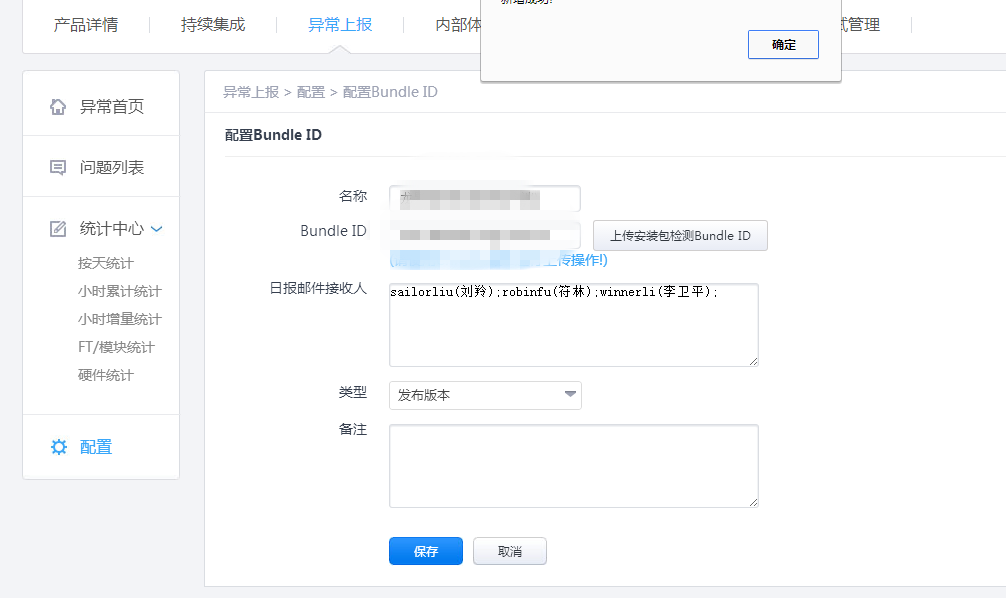 新增成功!
确定
产品详情
持续集成
异常上报
内部体
试管理
异常首页
问题列表
统计中心
按天统计
小时累计统计
小时增量统计
FT/模块统计
硬件统计
配置
异常上报 > 配置 > 配置Bundle ID
配置Bundle ID
名称
Bundle ID
上传安装包检测Bundle ID
上传操作!)
日报邮件接收人
sailorliu(刘羚);robinfu(符林);winnerli(李卫平);
类型
发布版本
备注
保存
取消